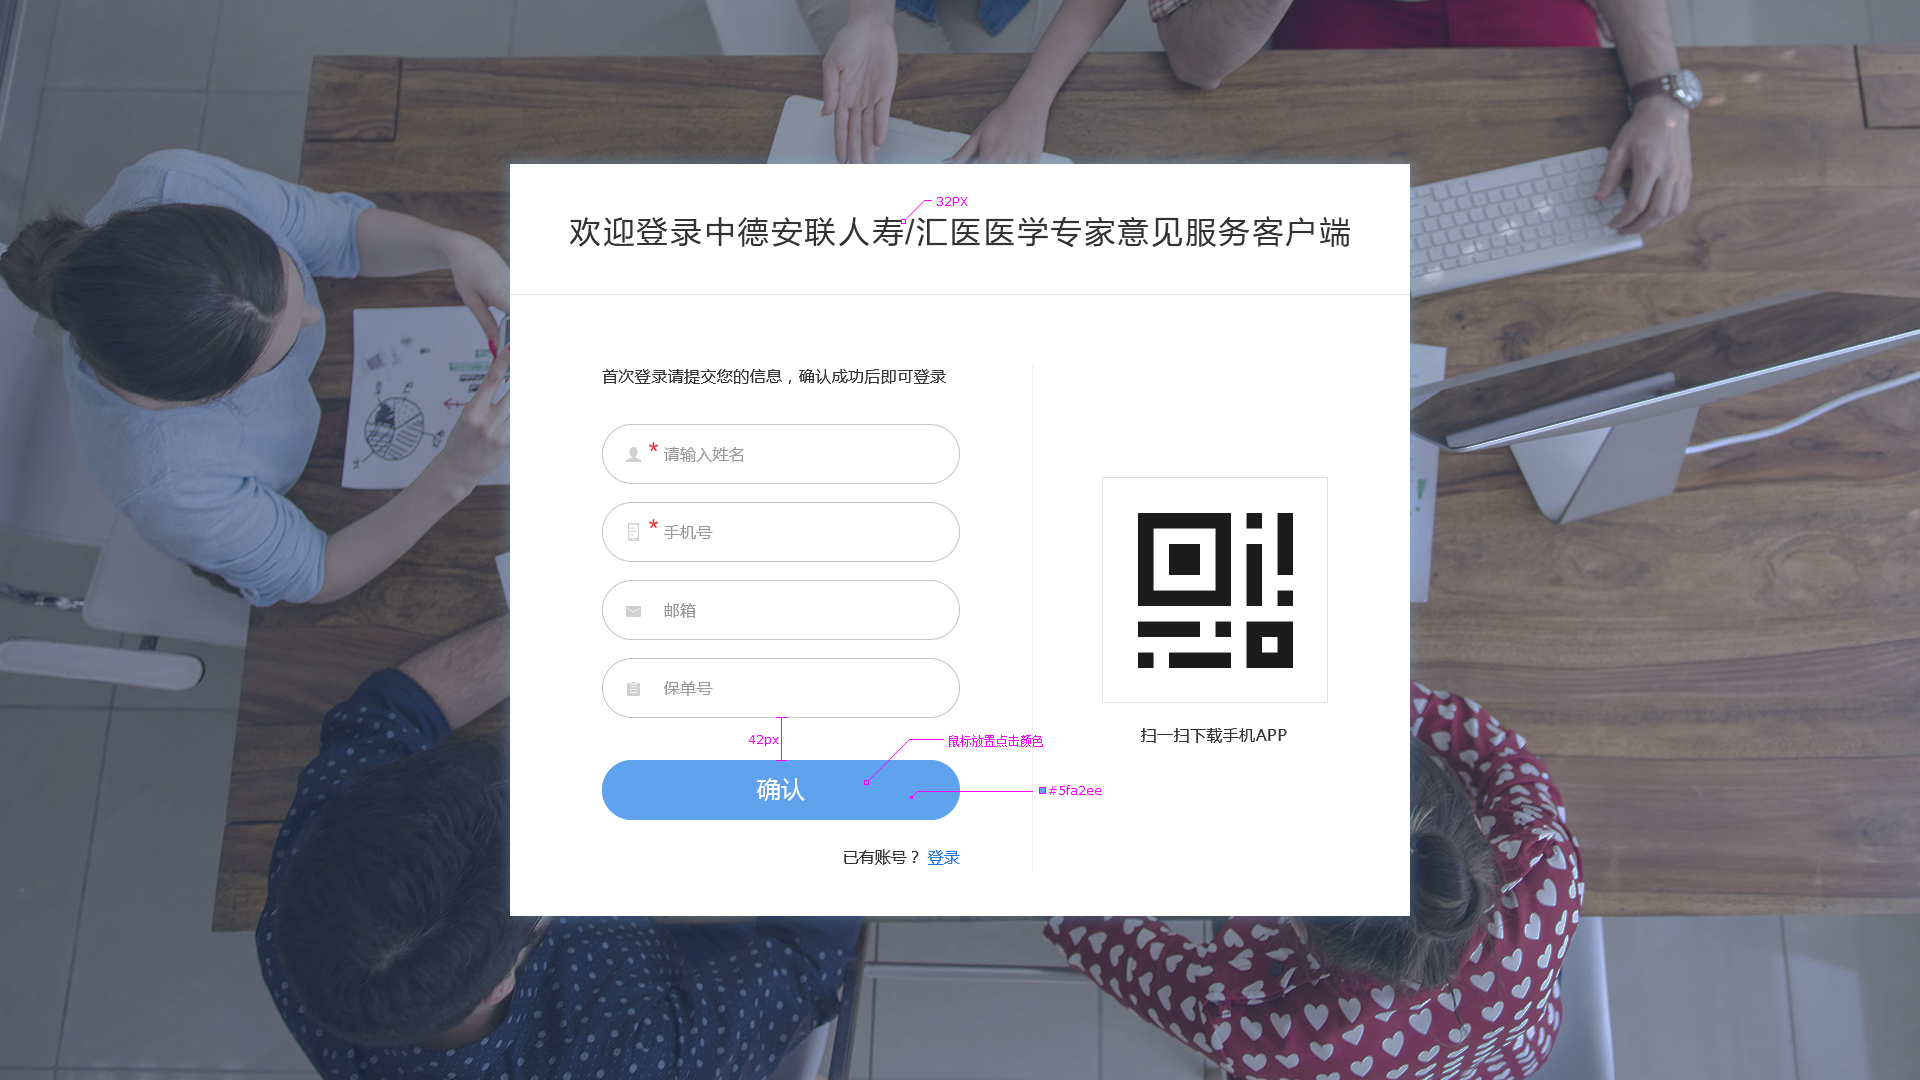 32PX
欢迎登录中德安联人寿/汇医医学专家意见服务客户端
首次登录请提交您的信息，确认成功后即可登录
* 请输入姓名
* 手机号
邮箱
保单号
42px
鼠标放置点击颜色
确认
#5fa2ee
已有账号？ 登录
扫一扫下载手机APP